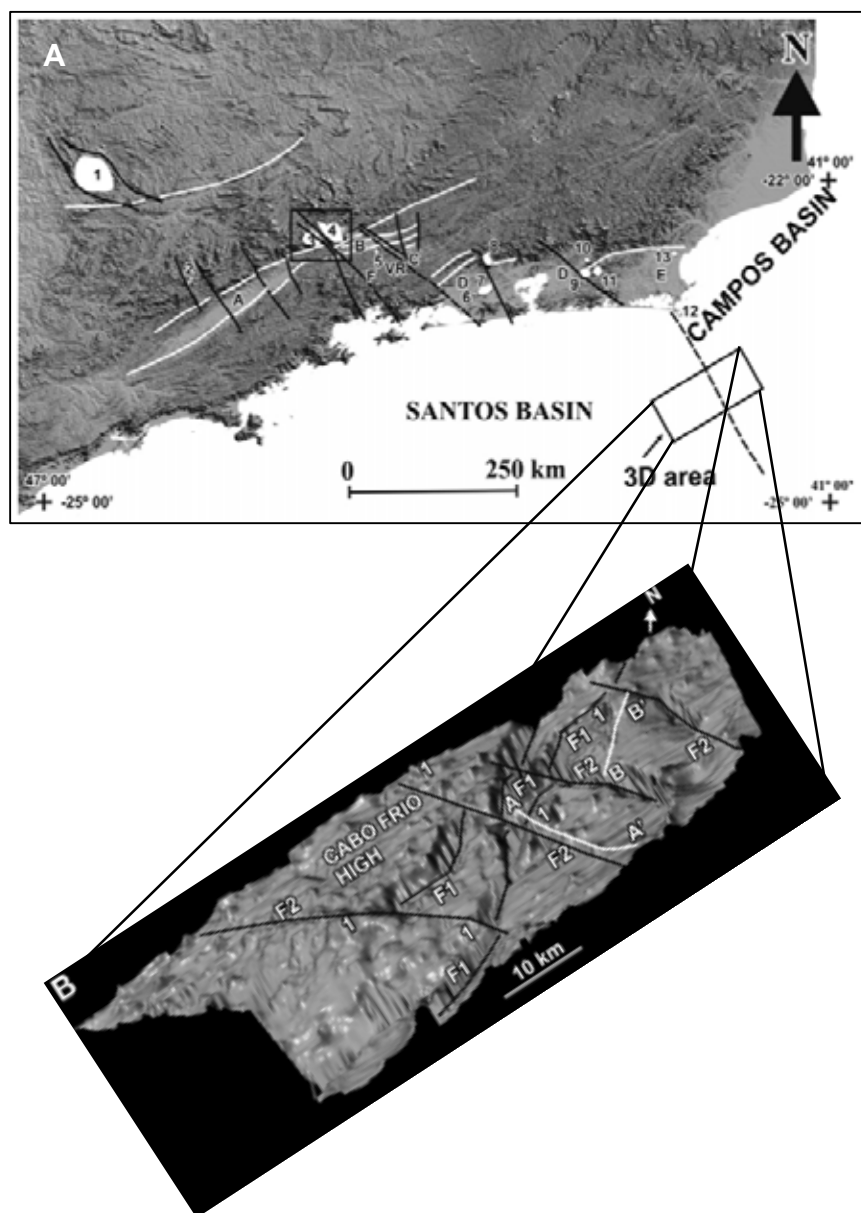 A
N
41° 00'
-22° 00'
CAMPOS BASIN
1
2
3
4
B
5
C
VR
F
A
8
D
7
6
10
13
D
9
11
E
12
SANTOS BASIN
0 250 km
3D area
47° 00'
-25° 00'
41° 00'
-25° 00'
B
N
CABO FRIO
HIGH
1
F1
1
F1
F2
B'
B
F2
A
1
A'
F2
F1
F2
1
1
F1
10 km